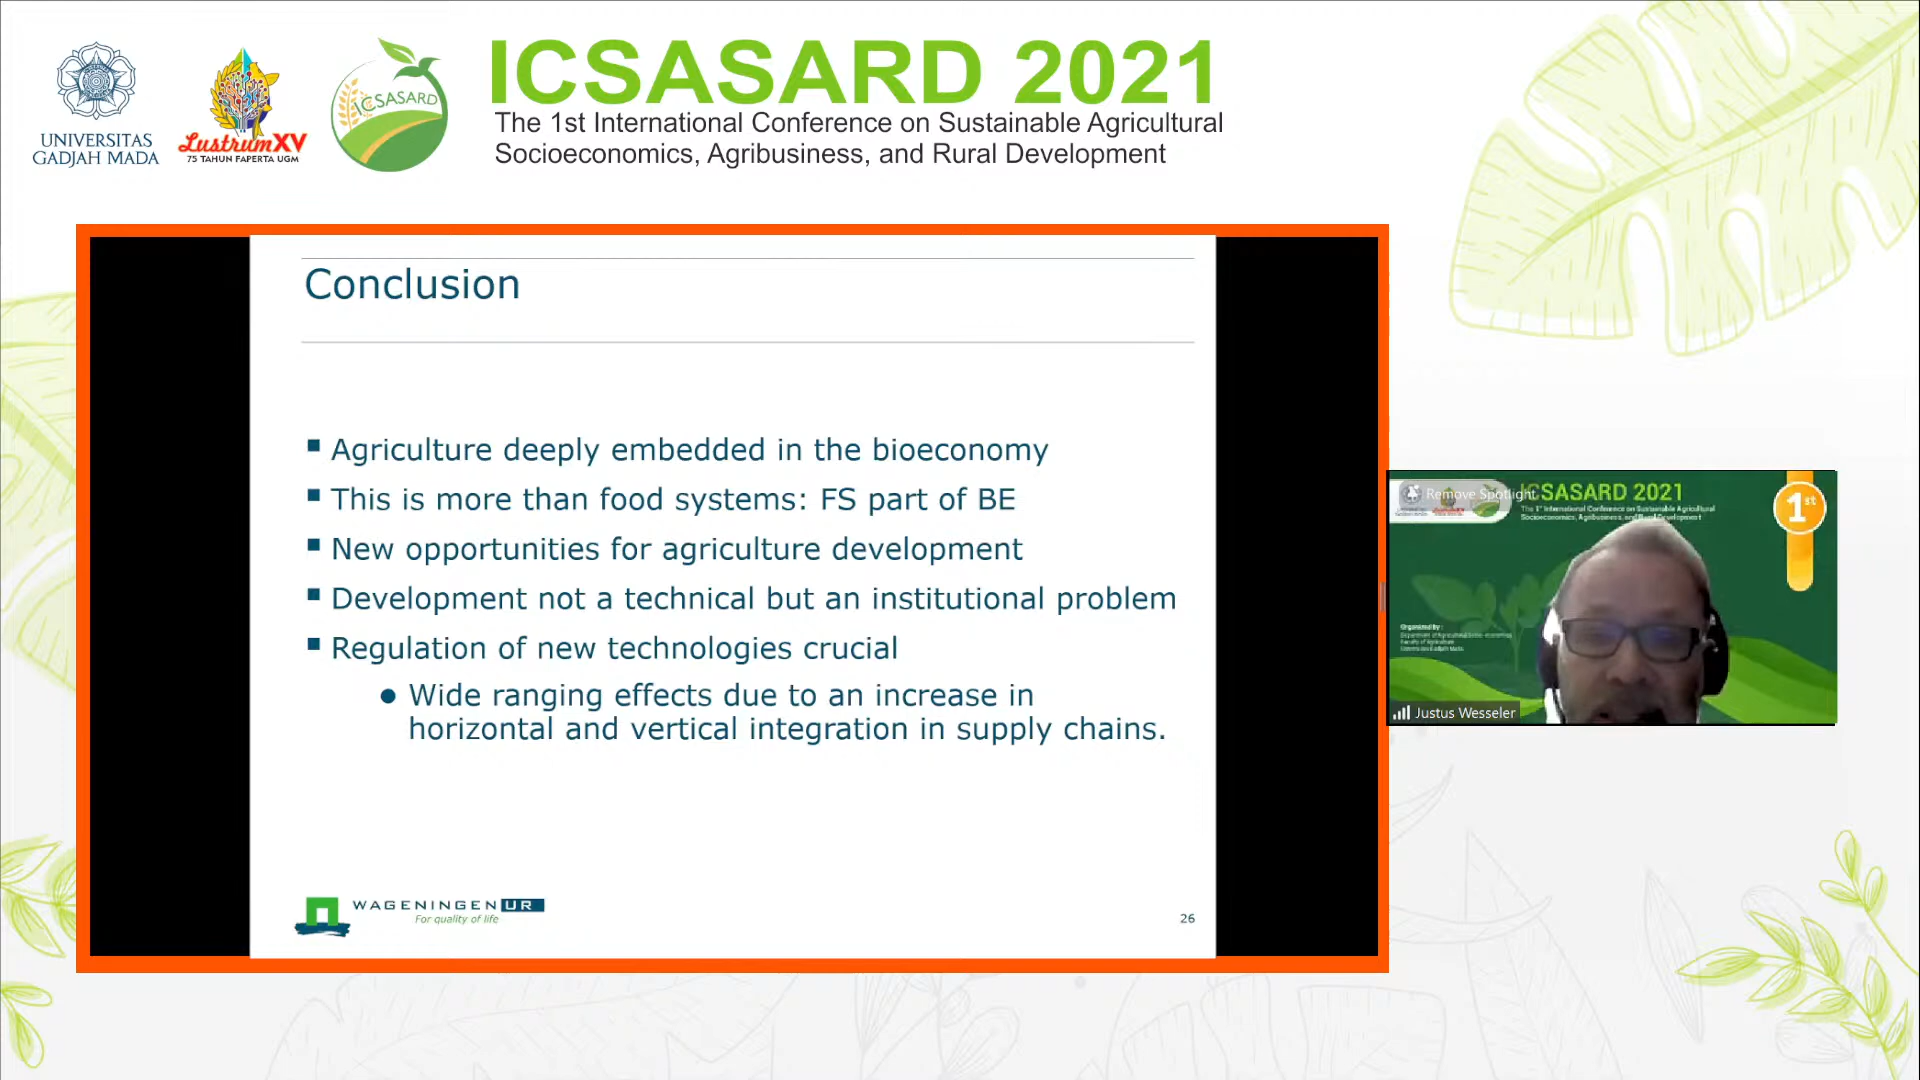 UNIVERSITAS
GADJAH MADA
LustrumXV
75 TAHUN FAPERTA UGM
ICSASARD
ICSASARD 2021
The 1st International Conference on Sustainable Agricultural
Socioeconomics, Agribusiness, and Rural Development
Conclusion
Agriculture deeply embedded in the bioeconomy
This is more than food systems: FS part of BE
New opportunities for agriculture development
Development not a technical but an institutional problem
Regulation of new technologies crucial
Wide ranging effects due to an increase in
horizontal and vertical integration in supply chains.
WAGENINGEN UR
For quality of life
26
Remove Spotlight
ICSASARD 2021
The 1st International Conference on Sustainable Agricultural
Socioeconomics, Agribusiness, and Rural Development
1st
Organized by :
Department of Agricultural Socio-economics
Faculty of Agriculture
Universitas Gadjah Mada
Justus Wesseler